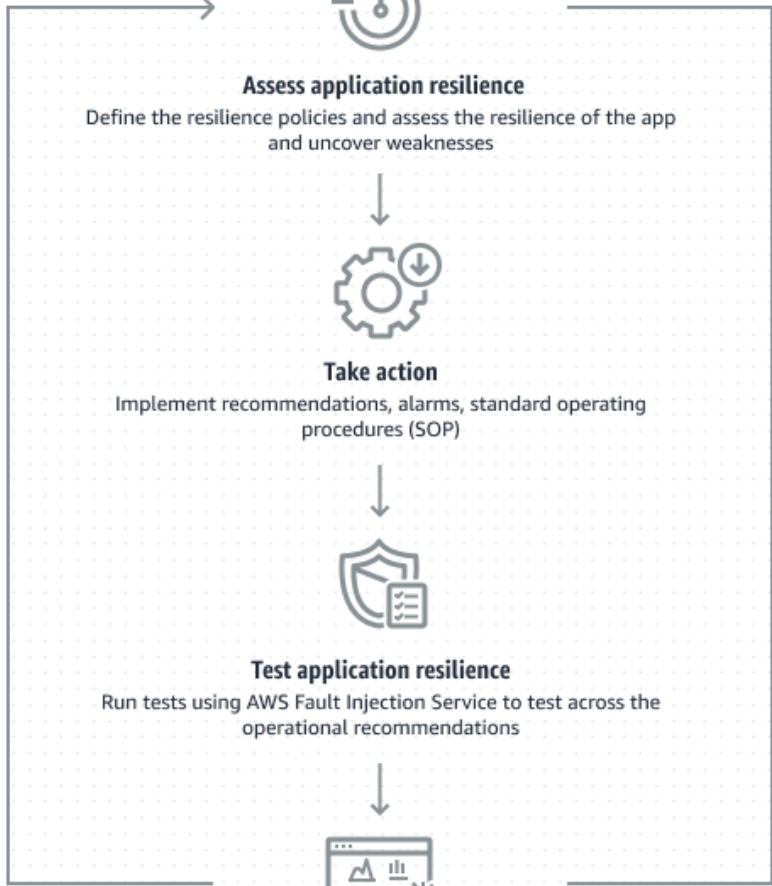 Assess application resilience
Define the resilience policies and assess the resilience of the app
and uncover weaknesses
Take action
Implement recommendations, alarms, standard operating
procedures (SOP)
Test application resilience
Run tests using AWS Fault Injection Service to test across the
operational recommendations